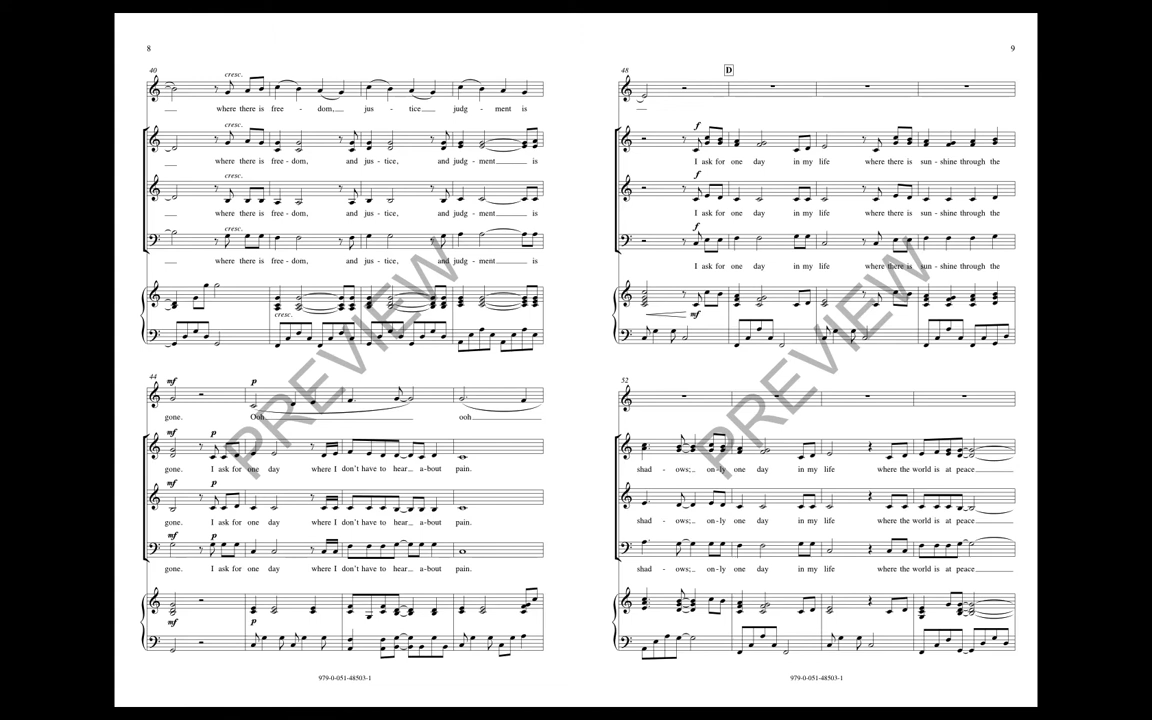 8
40
cresc.
where there is free - dom, jus - tice judg - ment is
cresc.
where there is free - dom, and jus - tice, and judg - ment is
cresc.
where there is free - dom, and jus - tice, and judg - ment is
cresc.
where there is free - dom, and jus - tice, and judg - ment is
cresc.
44
mf p
gone. Ooh ooh
mf p
gone. I ask for one day where I don't have to hear a-bout pain.
mf p
gone. I ask for one day where I don't have to hear a-bout pain.
mf p
gone. I ask for one day where I don't have to hear a-bout pain.
mf p
979-0-051-48503-1
PREVIEW
9
48
D
f
I ask for one day in my life where there is sun - shine through the
f
I ask for one day in my life where there is sun - shine through the
f
I ask for one day in my life where there is sun - shine through the
mf
52
shad - ows; on-ly one day in my life where the world is at peace
shad - ows; on-ly one day in my life where the world is at peace
shad - ows; on-ly one day in my life where the world is at peace
979-0-051-48503-1
PREVIEW